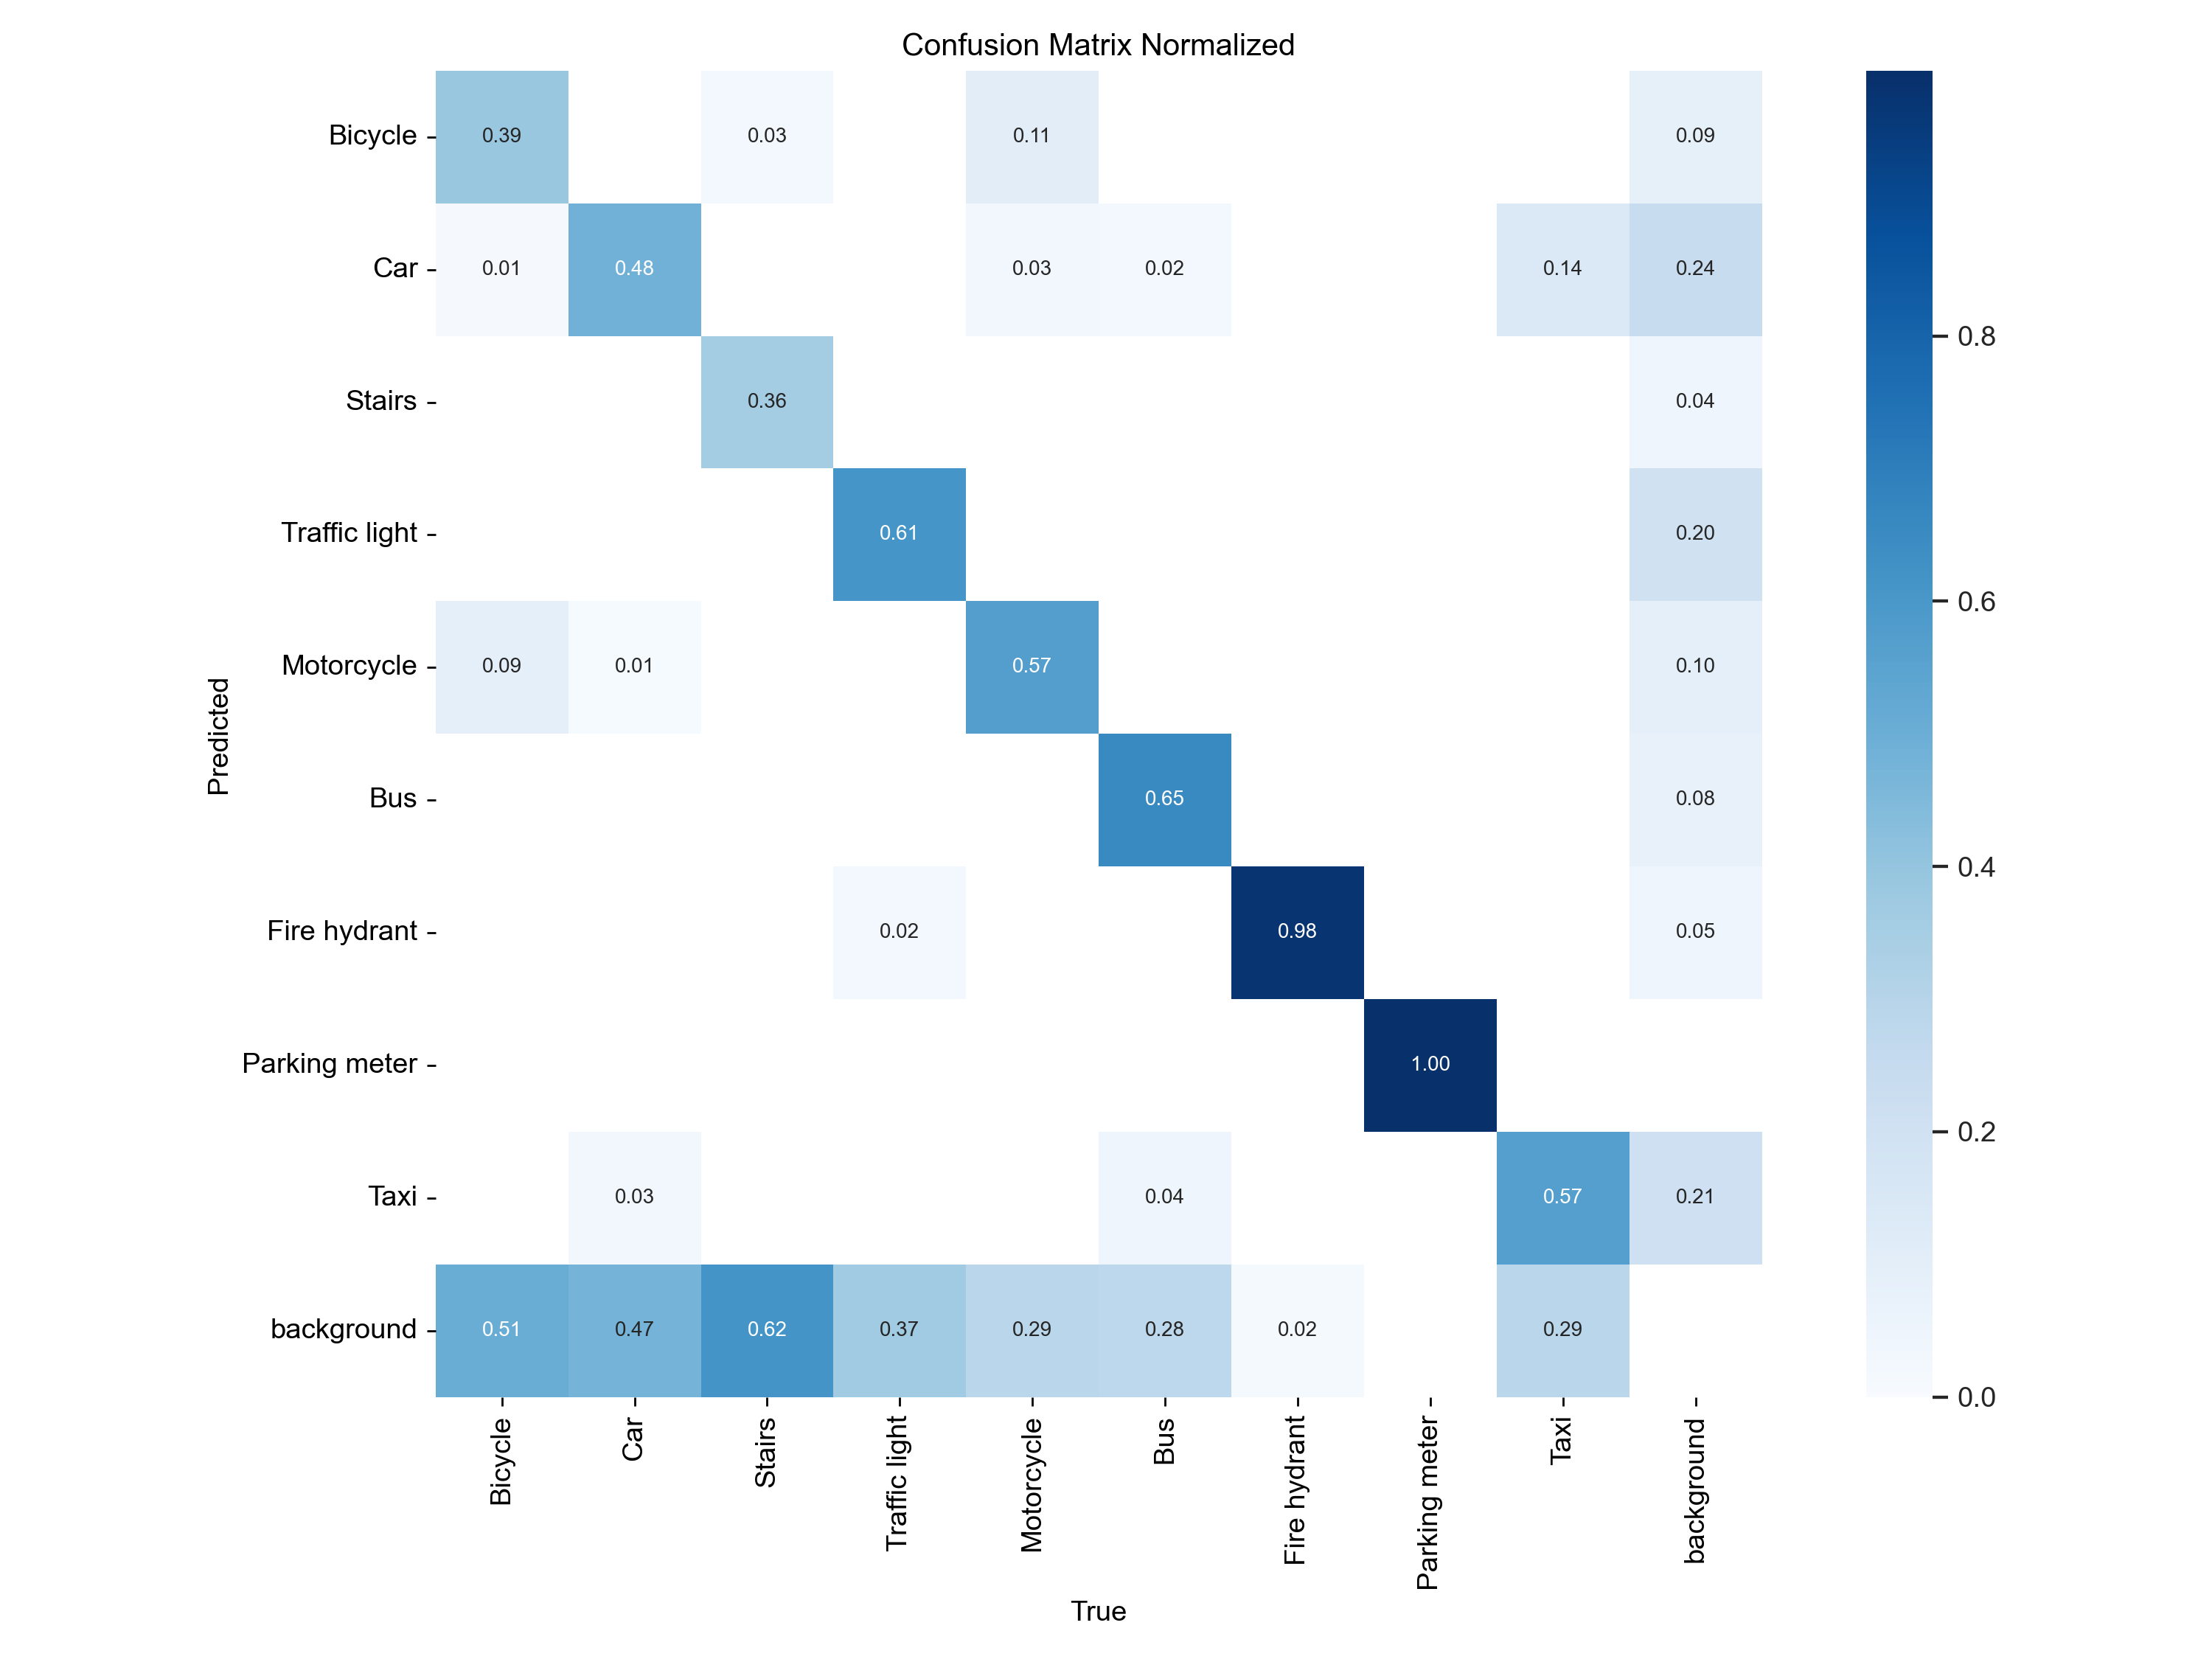 Confusion Matrix Normalized
Bicycle 0.39 0.03 0.11 0.09
Car 0.01 0.48 0.03 0.02 0.14 0.24
0.8
Stairs 0.36 0.04
Traffic light 0.61 0.20
0.6
Motorcycle 0.09 0.01 0.57 0.10
Predicted
Bus 0.65 0.08
0.4
Fire hydrant 0.02 0.98 0.05
Parking meter 1.00
0.2
Taxi 0.03 0.04 0.57 0.21
background 0.51 0.47 0.62 0.37 0.29 0.28 0.02 0.29
0.0
Bicycle Car Stairs Traffic light Motorcycle Bus Fire hydrant Parking meter Taxi background
True